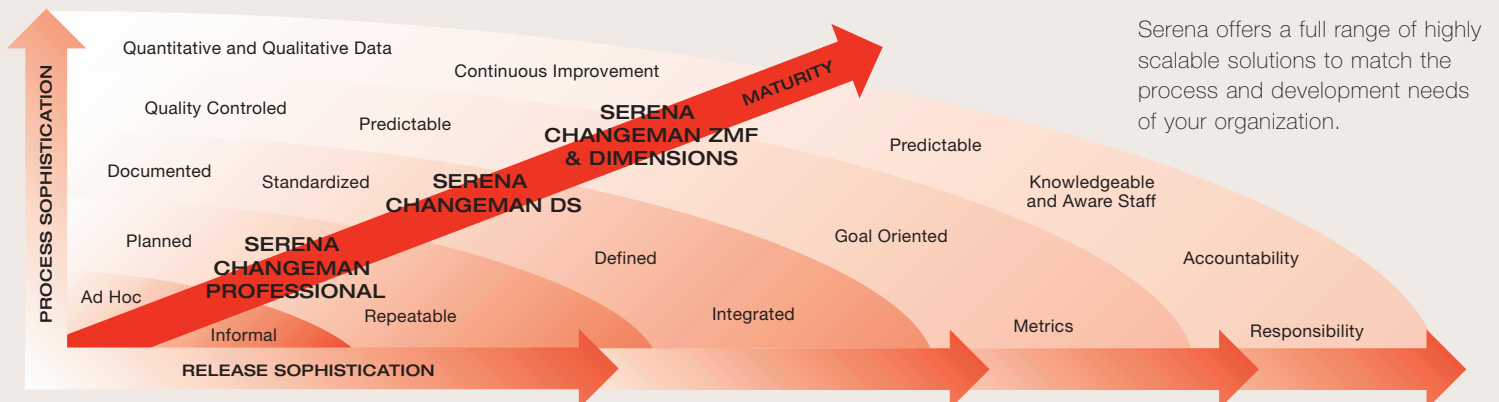 Serena offers a full range of highly
scalable solutions to match the
process and development needs
of your organization.
PROCESS SOPHISTICATION
Quantitative and Qualitative Data
Continuous Improvement
MATURITY
Quality Controled
Predictable
SERENA
CHANGEMAN ZMF
& DIMENSIONS
Predictable
Documented
Standardized
SERENA
CHANGEMAN DS
Knowledgeable
and Aware Staff
Planned
SERENA
CHANGEMAN
PROFESSIONAL
Defined
Goal Oriented
Accountability
Ad Hoc
Informal
Repeatable
Integrated
Metrics
Responsibility
RELEASE SOPHISTICATION